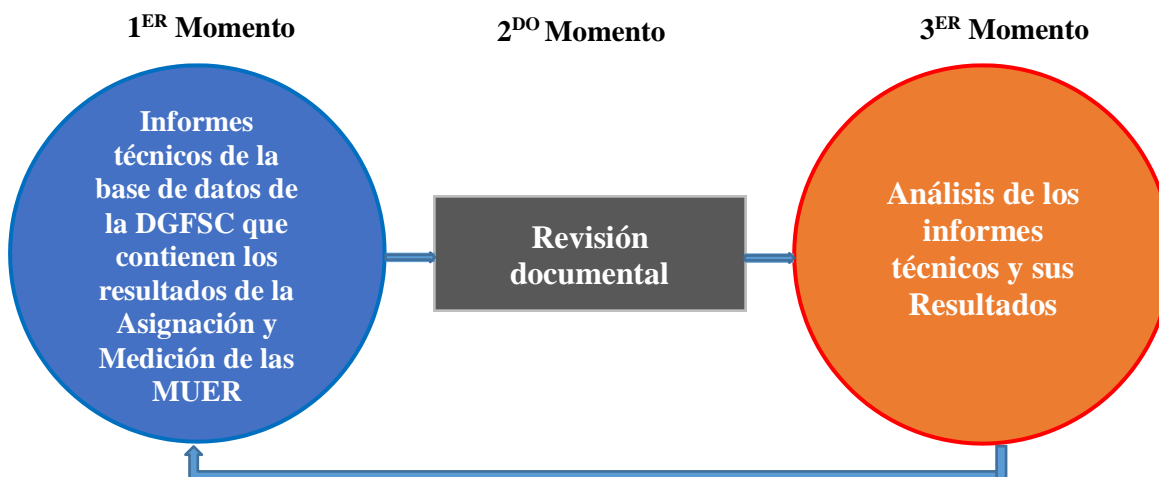 1ER Momento
2DO Momento
3ER Momento
Informes
técnicos de la
base de datos de
la DGFSC que
contienen los
resultados de la
Asignación y
Medición de las
MUER
Revisión
documental
Análisis de los
informes
técnicos y sus
Resultados